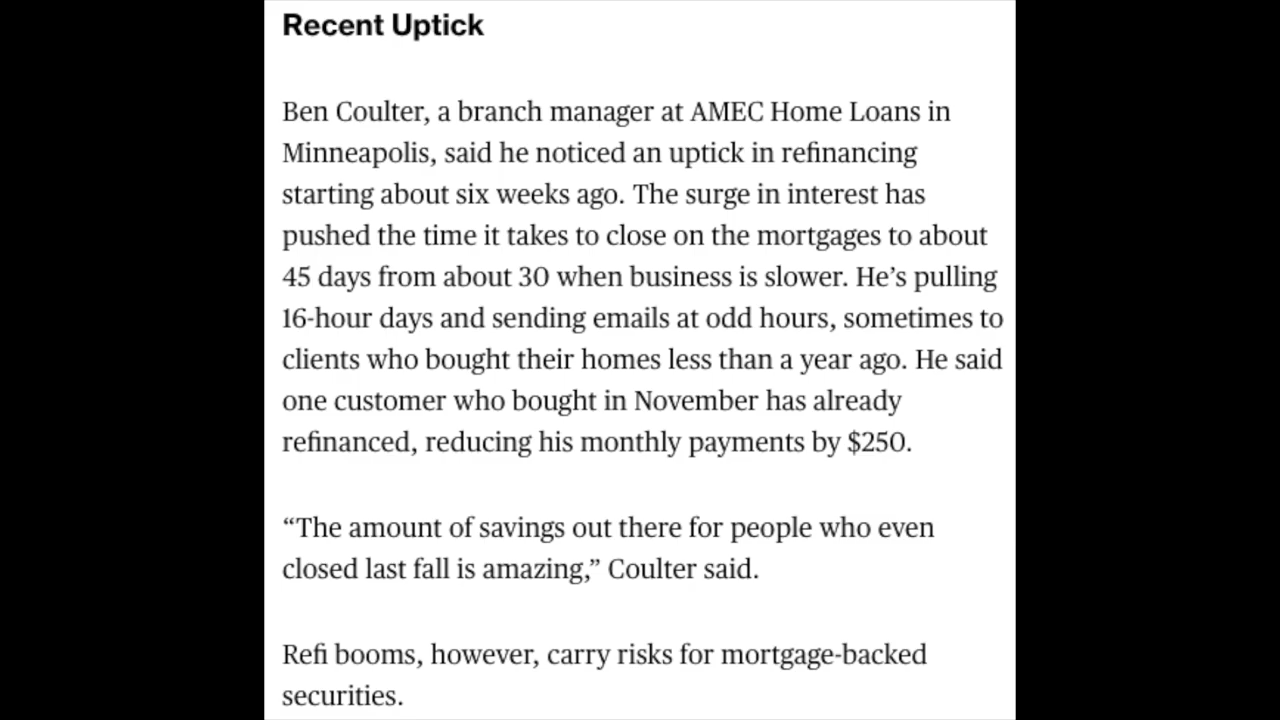 Recent Uptick
Ben Coulter, a branch manager at AMEC Home Loans in
Minneapolis, said he noticed an uptick in refinancing
starting about six weeks ago. The surge in interest has
pushed the time it takes to close on the mortgages to about
45 days from about 30 when business is slower. He’s pulling
16-hour days and sending emails at odd hours, sometimes to
clients who bought their homes less than a year ago. He said
one customer who bought in November has already
refinanced, reducing his monthly payments by $250.
“The amount of savings out there for people who even
closed last fall is amazing,” Coulter said.
Refi booms, however, carry risks for mortgage-backed
securities.